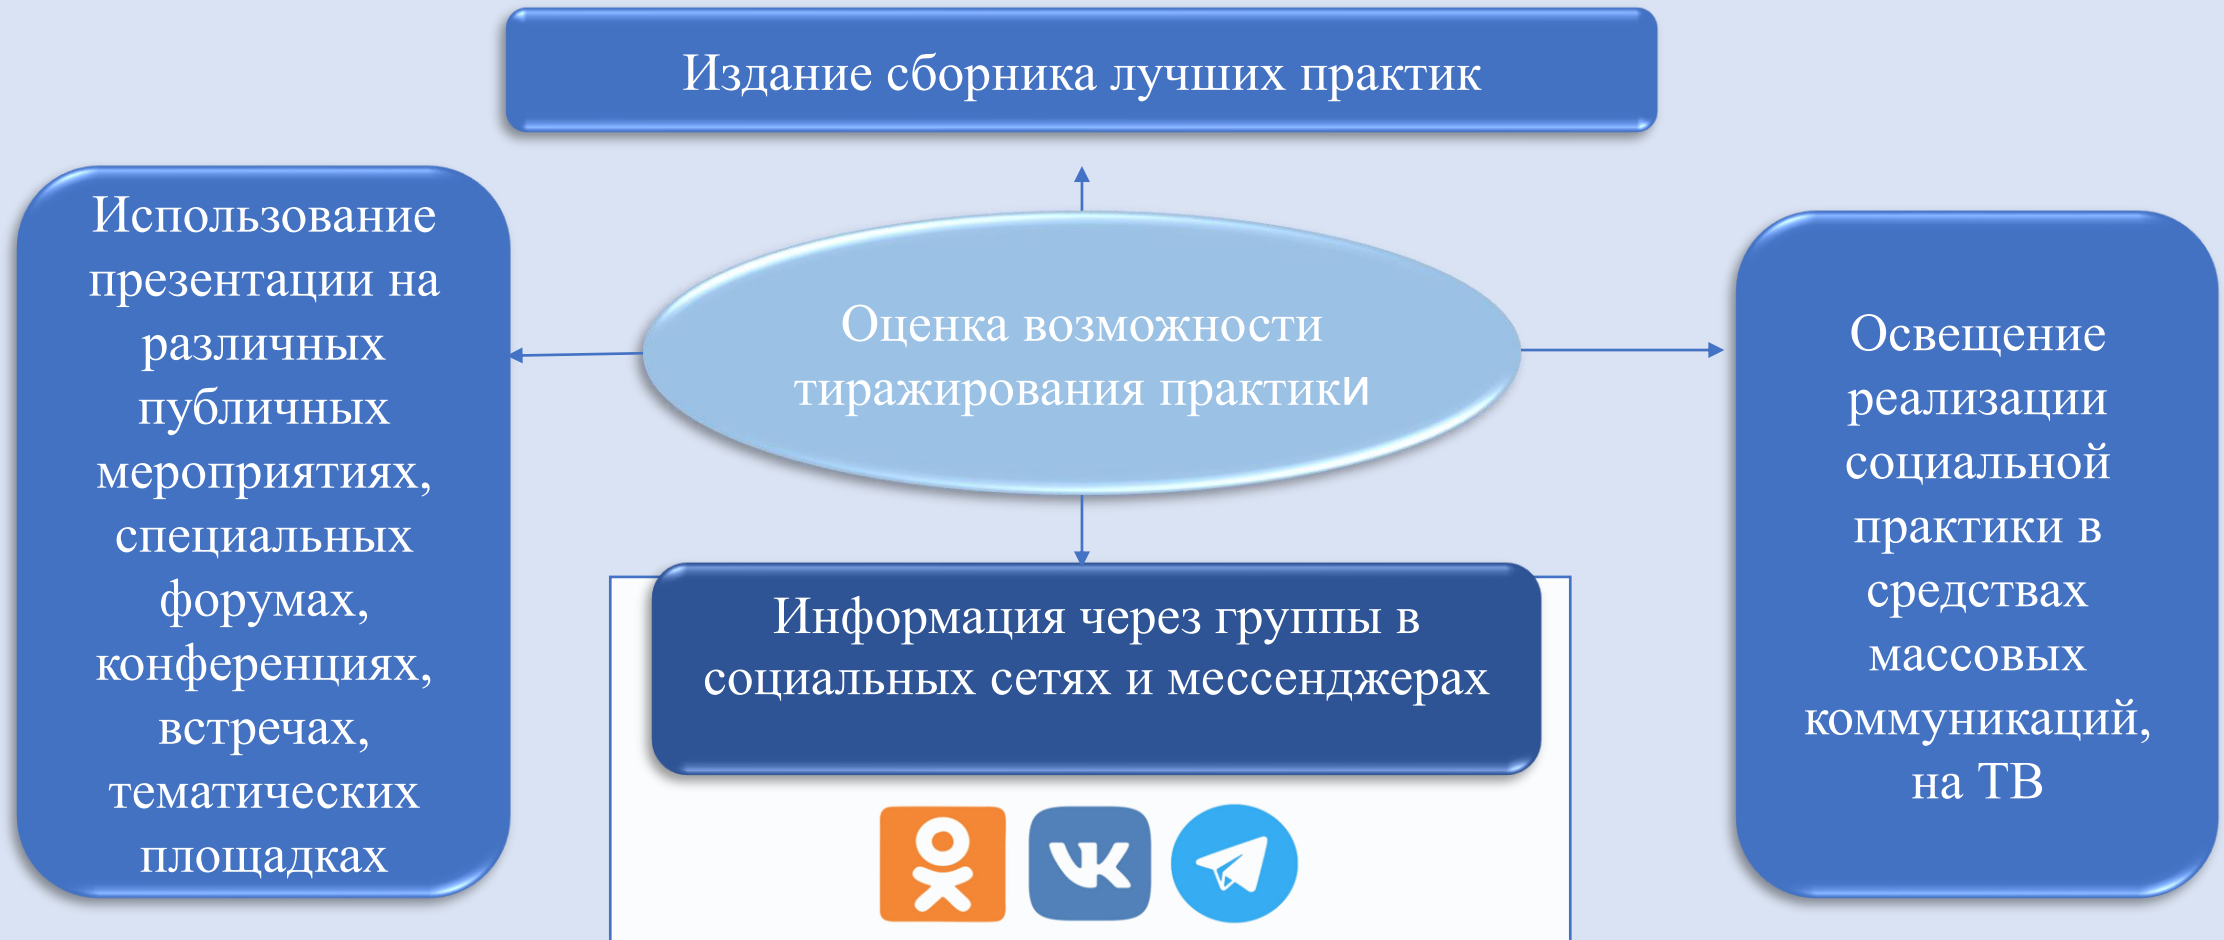 Издание сборника лучших практик
Использование
презентации на
различных
публичных
мероприятиях,
специальных
форумах,
конференциях,
встречах,
тематических
площадках
Оценка возможности
тиражирования практики
Информация через группы в
социальных сетях и мессенджерах
Освещение
реализации
социальной
практики в
средствах
массовых
коммуникаций,
на ТВ